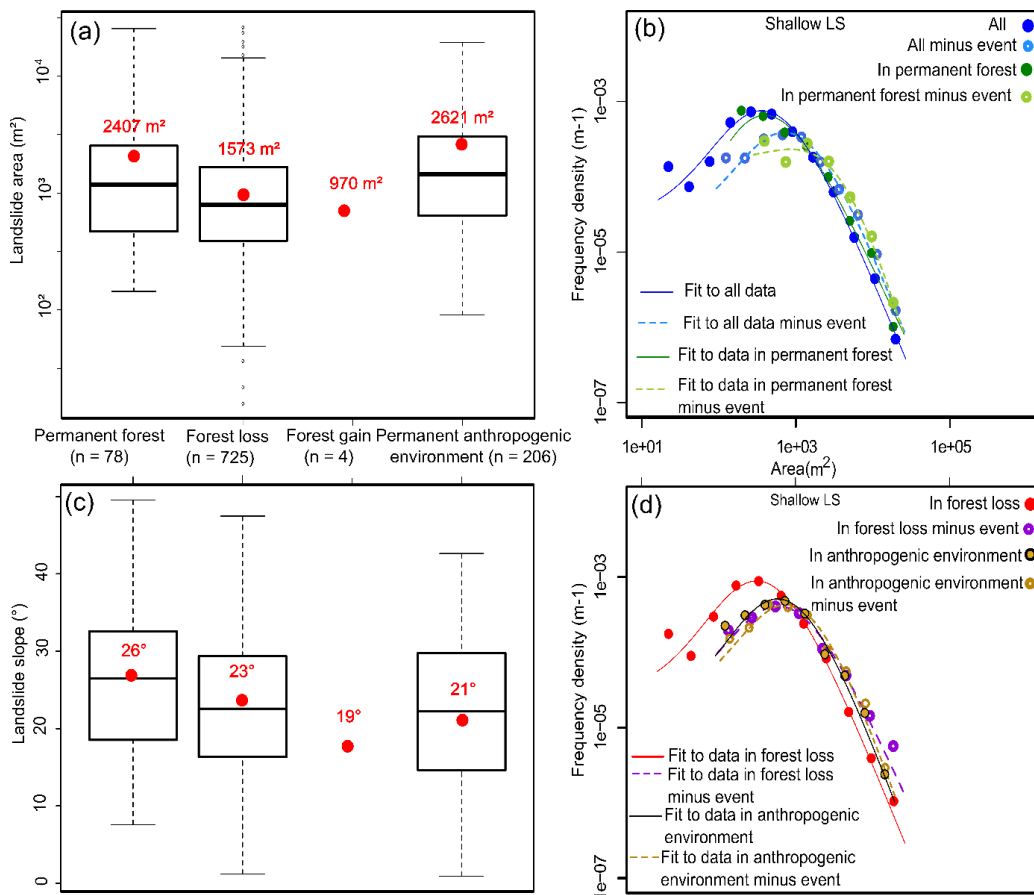 (a)
Landslide area (m²)
10⁴
10³
10²
2407 m²
1573 m²
970 m²
2621 m²
Permanent forest
(n = 78)
Forest loss
(n = 725)
Forest gain
(n = 4)
Permanent anthropogenic
environment (n = 206)
(b)
Shallow LS
All
All minus event
In permanent forest
In permanent forest minus event
Frequency density (m-1)
1e−03
1e−05
1e−07
Fit to all data
Fit to all data minus event
Fit to data in permanent forest
Fit to data in permanent forest
minus event
1e+01
1e+03
1e+05
Area(m²)
(c)
Landslide slope (°)
40
30
20
10
0
26°
23°
19°
21°
(d)
Shallow LS
In forest loss
In forest loss minus event
In anthropogenic environment
In anthropogenic environment
minus event
Frequency density (m-1)
1e−03
1e−05
1e−07
Fit to data in forest loss
Fit to data in forest loss
minus event
Fit to data in anthropogenic
environment
Fit to data in anthropogenic
environment minus event